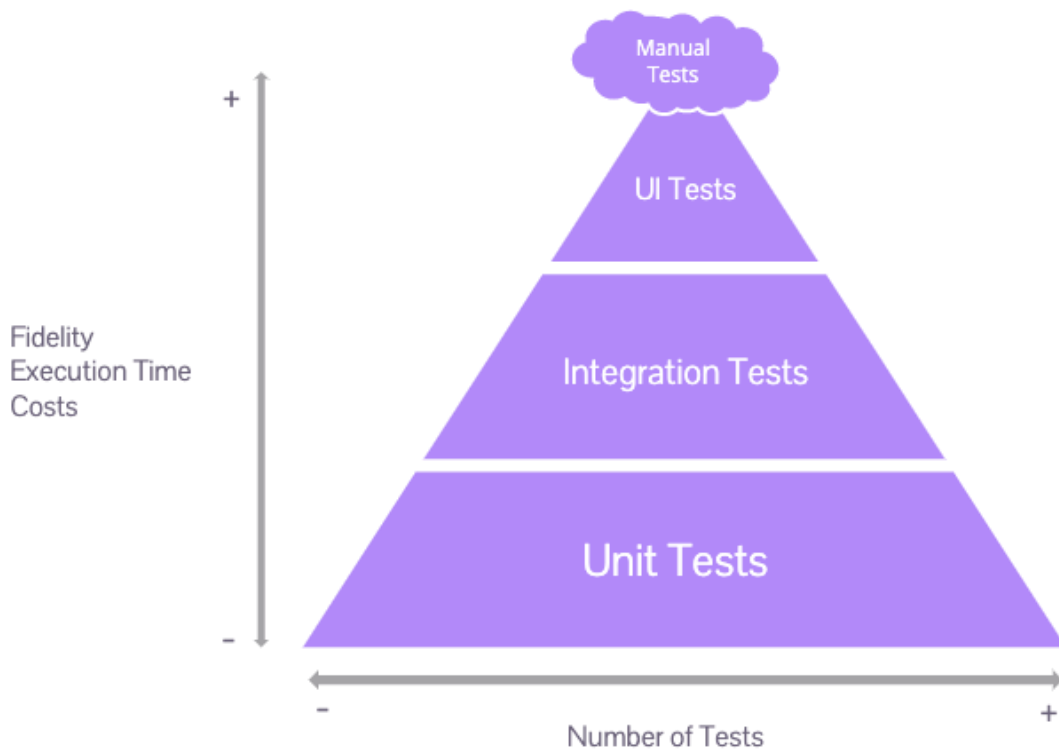 Manual
Tests
+
UI Tests
Fidelity
Execution Time
Costs
Integration Tests
Unit Tests
-
-
+
Number of Tests